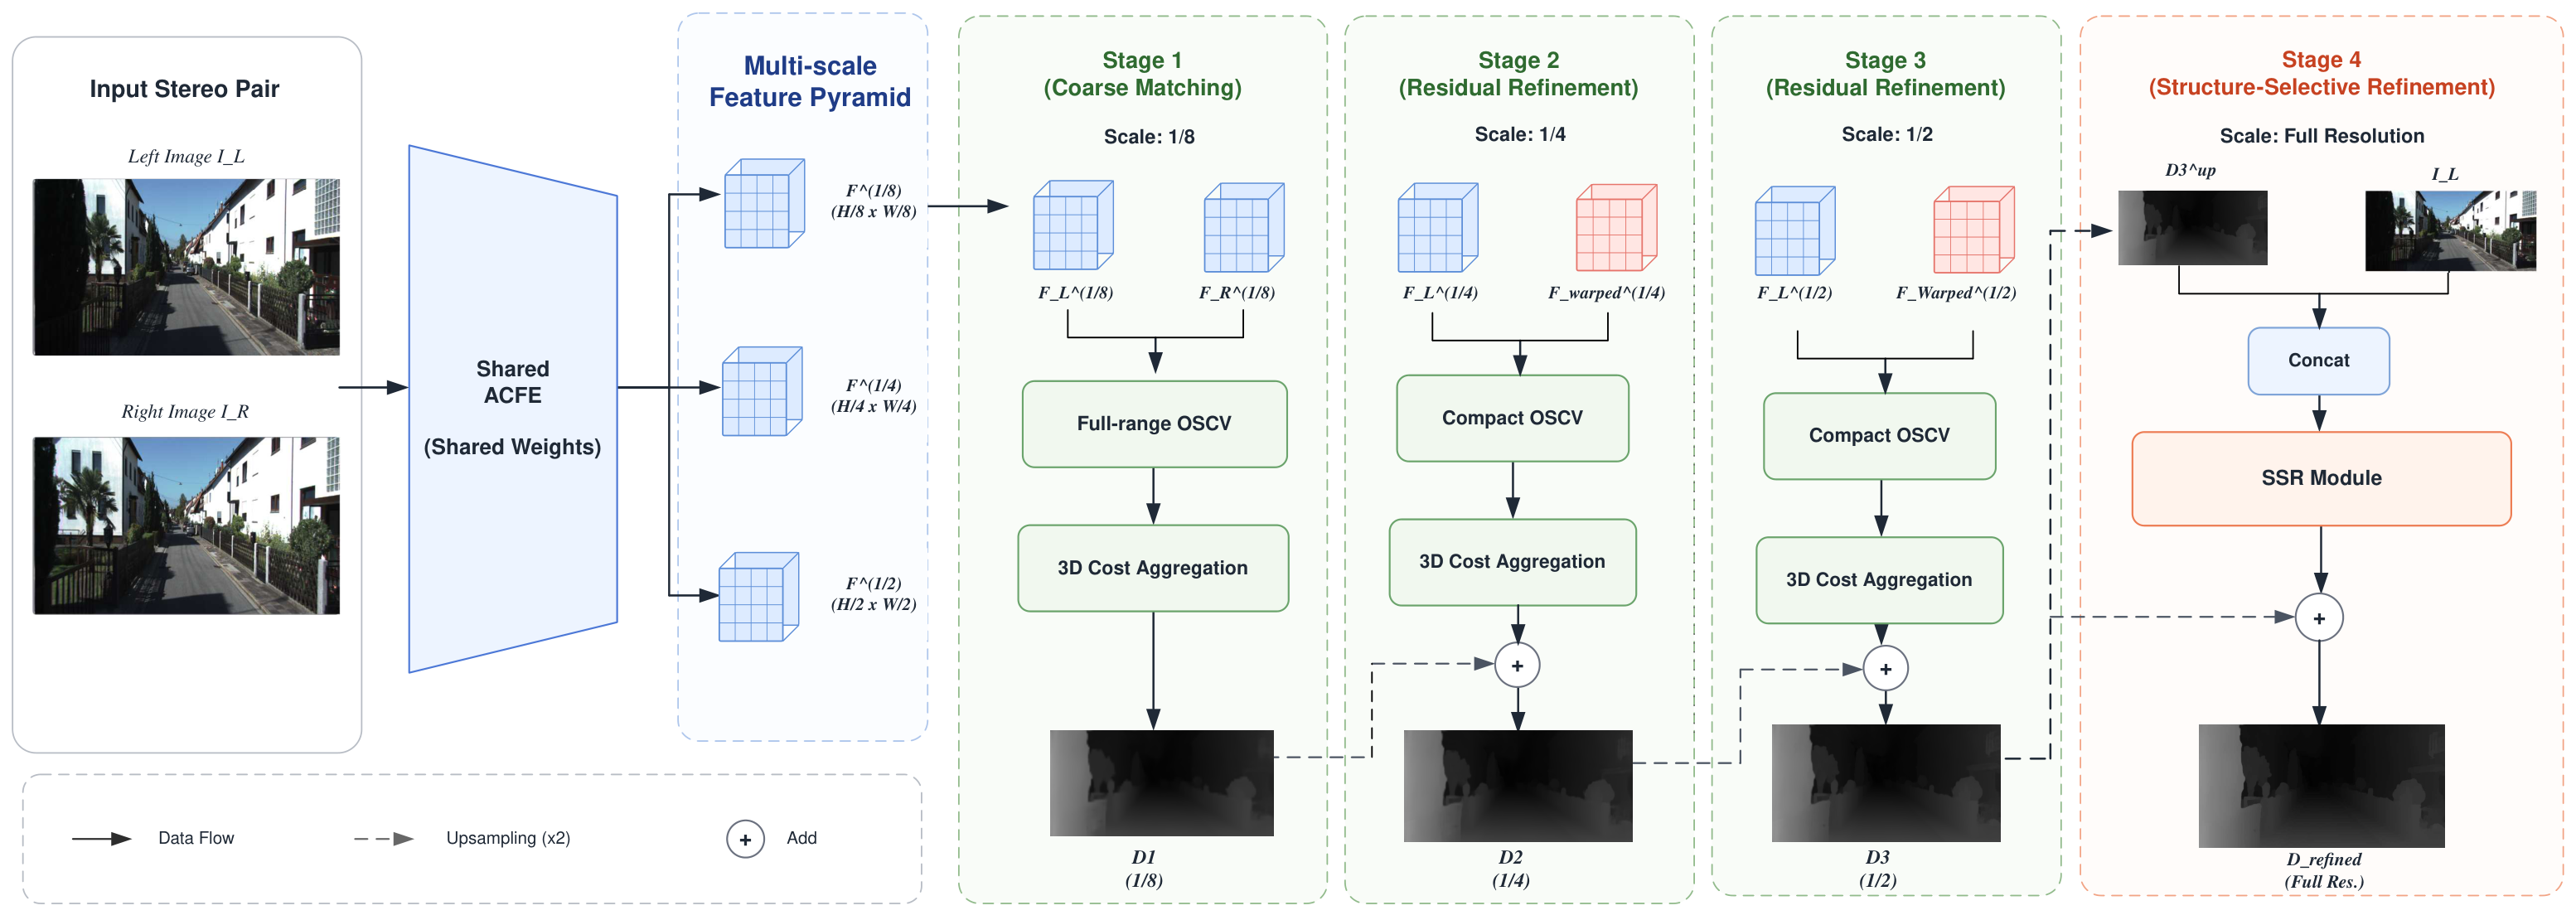 Input Stereo Pair
Left Image I_L
Right Image I_R
Shared
ACFE
(Shared Weights)
Multi-scale
Feature Pyramid
F^(1/8)
(H/8 x W/8)
F^(1/4)
(H/4 x W/4)
F^(1/2)
(H/2 x W/2)
Data Flow
Upsampling (x2)
+
Add
Stage 1
(Coarse Matching)
Scale: 1/8
F_L^(1/8)
F_R^(1/8)
Full-range OSCV
3D Cost Aggregation
D1
(1/8)
Stage 2
(Residual Refinement)
Scale: 1/4
F_L^(1/4)
F_warped^(1/4)
Compact OSCV
3D Cost Aggregation
+
D2
(1/4)
Stage 3
(Residual Refinement)
Scale: 1/2
F_L^(1/2)
F_Warped^(1/2)
Compact OSCV
3D Cost Aggregation
+
D3
(1/2)
Stage 4
(Structure-Selective Refinement)
Scale: Full Resolution
D3^up
I_L
Concat
SSR Module
+
D_refined
(Full Res.)